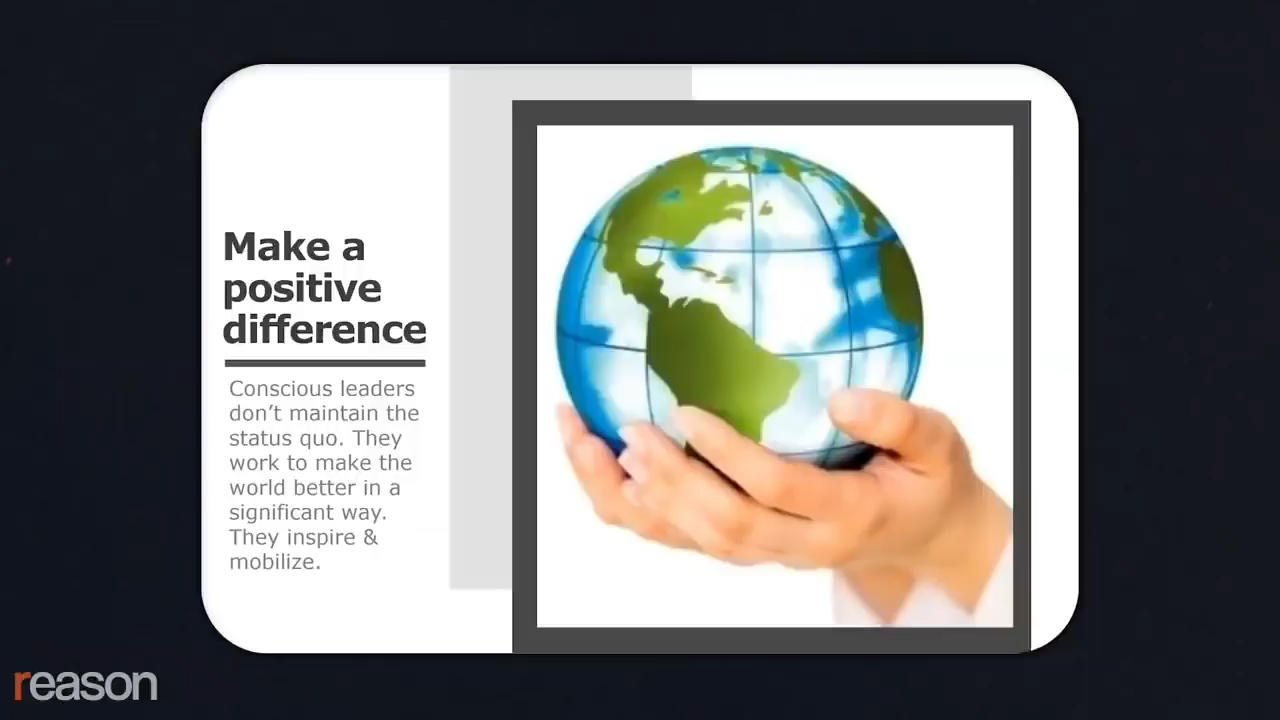 Make a
positive
difference
Conscious leaders
don’t maintain the
status quo. They
work to make the
world better in a
significant way.
They inspire &
mobilize.
reason